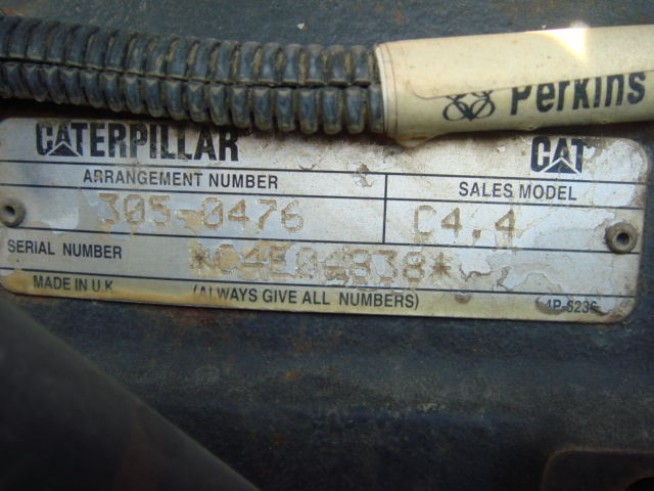 Perkins
CATERPILLAR CAT
ARRANGEMENT NUMBER SALES MODEL
305-0476 C4.4
SERIAL NUMBER
MADE IN U.K (ALWAYS GIVE ALL NUMBERS)